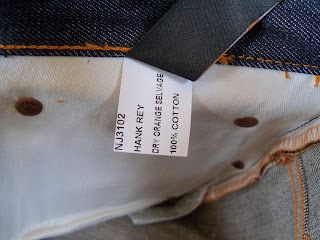 NJ3102
HANK REY
DRY ORANGE SELVAGE
100% COTTON